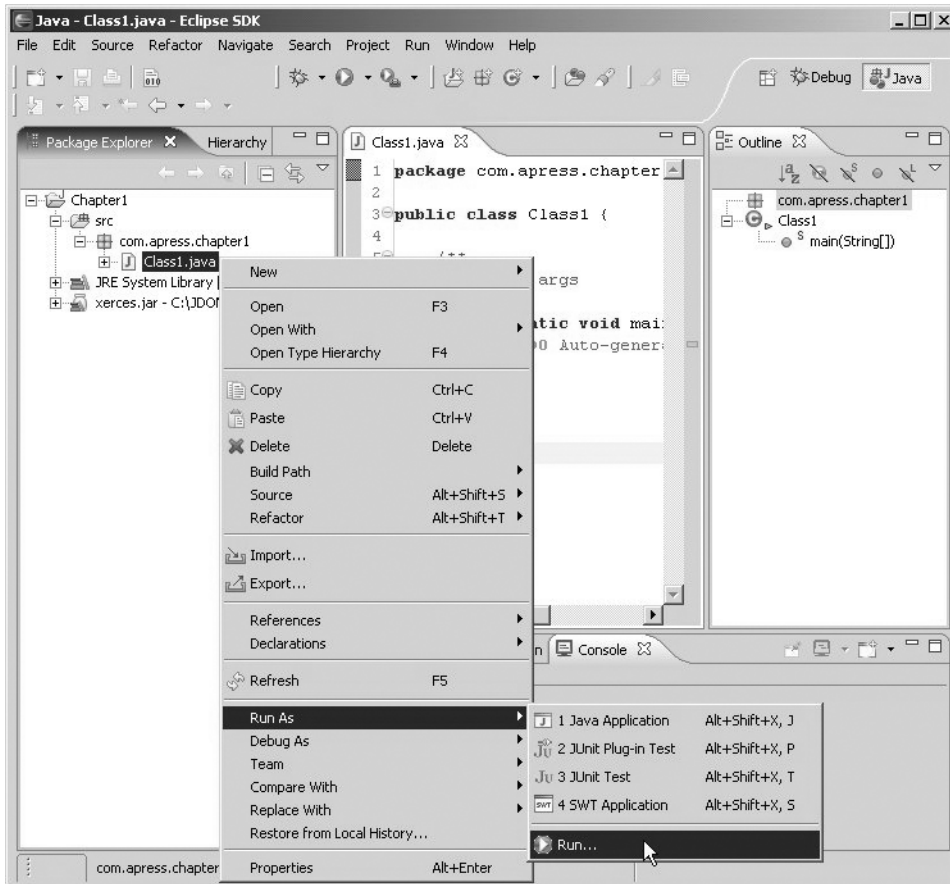 Java - Class1.java - Eclipse SDK
File Edit Source Refactor Navigate Search Project Run Window Help
010
Debug Java
Package Explorer Hierarchy
Chapter1
src
com.apress.chapter1
Class1.java
JRE System Library [
xerces.jar - C:\JDO
Class1.java
1 package com.apress.chapter
2
3 public class Class1 {
4
5 /**
args
tic void mai
Auto-gener
Outline
com.apress.chapter1
Class1
S main(String[])
New
Open F3
Open With
Open Type Hierarchy F4
Copy Ctrl+C
Paste Ctrl+V
Delete Delete
Build Path
Source Alt+Shift+S
Refactor Alt+Shift+T
Import...
Export...
References
Declarations
Refresh F5
Run As
Debug As
Team
Compare With
Replace With
Restore from Local History...
Properties Alt+Enter
n Console
1 Java Application Alt+Shift+X, J
2 JUnit Plug-in Test Alt+Shift+X, P
3 JUnit Test Alt+Shift+X, T
4 SWT Application Alt+Shift+X, S
Run...
com.apress.chapter